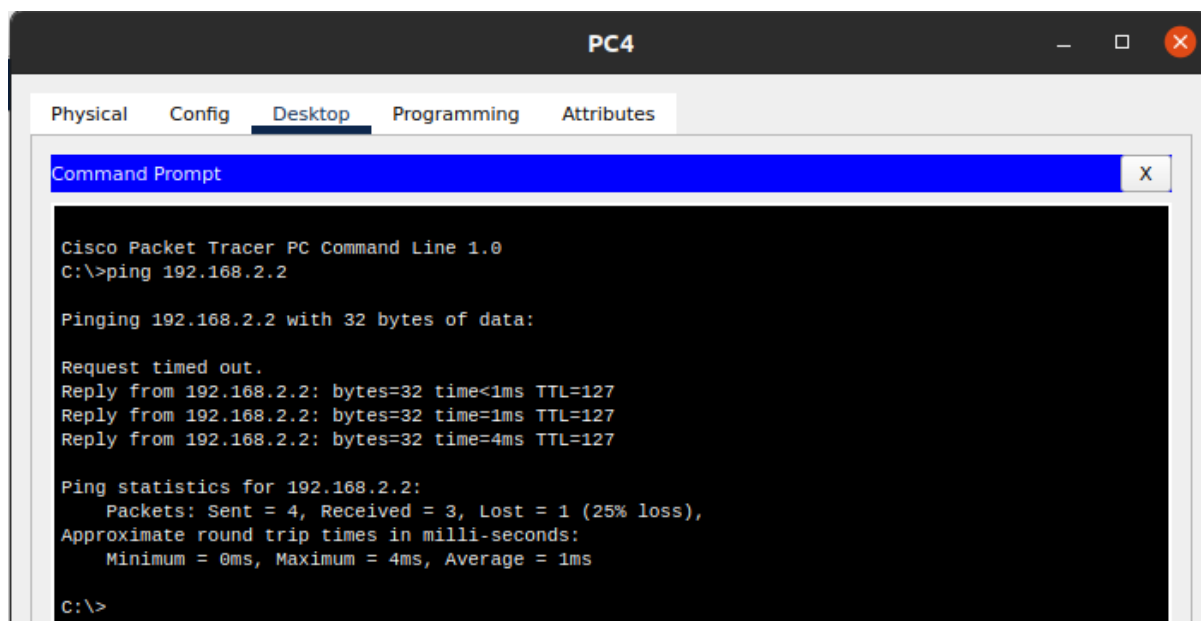 PC4
Physical Config Desktop Programming Attributes
Command Prompt
X
Cisco Packet Tracer PC Command Line 1.0
C:\>ping 192.168.2.2
Pinging 192.168.2.2 with 32 bytes of data:
Request timed out.
Reply from 192.168.2.2: bytes=32 time<1ms TTL=127
Reply from 192.168.2.2: bytes=32 time=1ms TTL=127
Reply from 192.168.2.2: bytes=32 time=4ms TTL=127
Ping statistics for 192.168.2.2:
Packets: Sent = 4, Received = 3, Lost = 1 (25% loss),
Approximate round trip times in milli-seconds:
Minimum = 0ms, Maximum = 4ms, Average = 1ms
C:\>